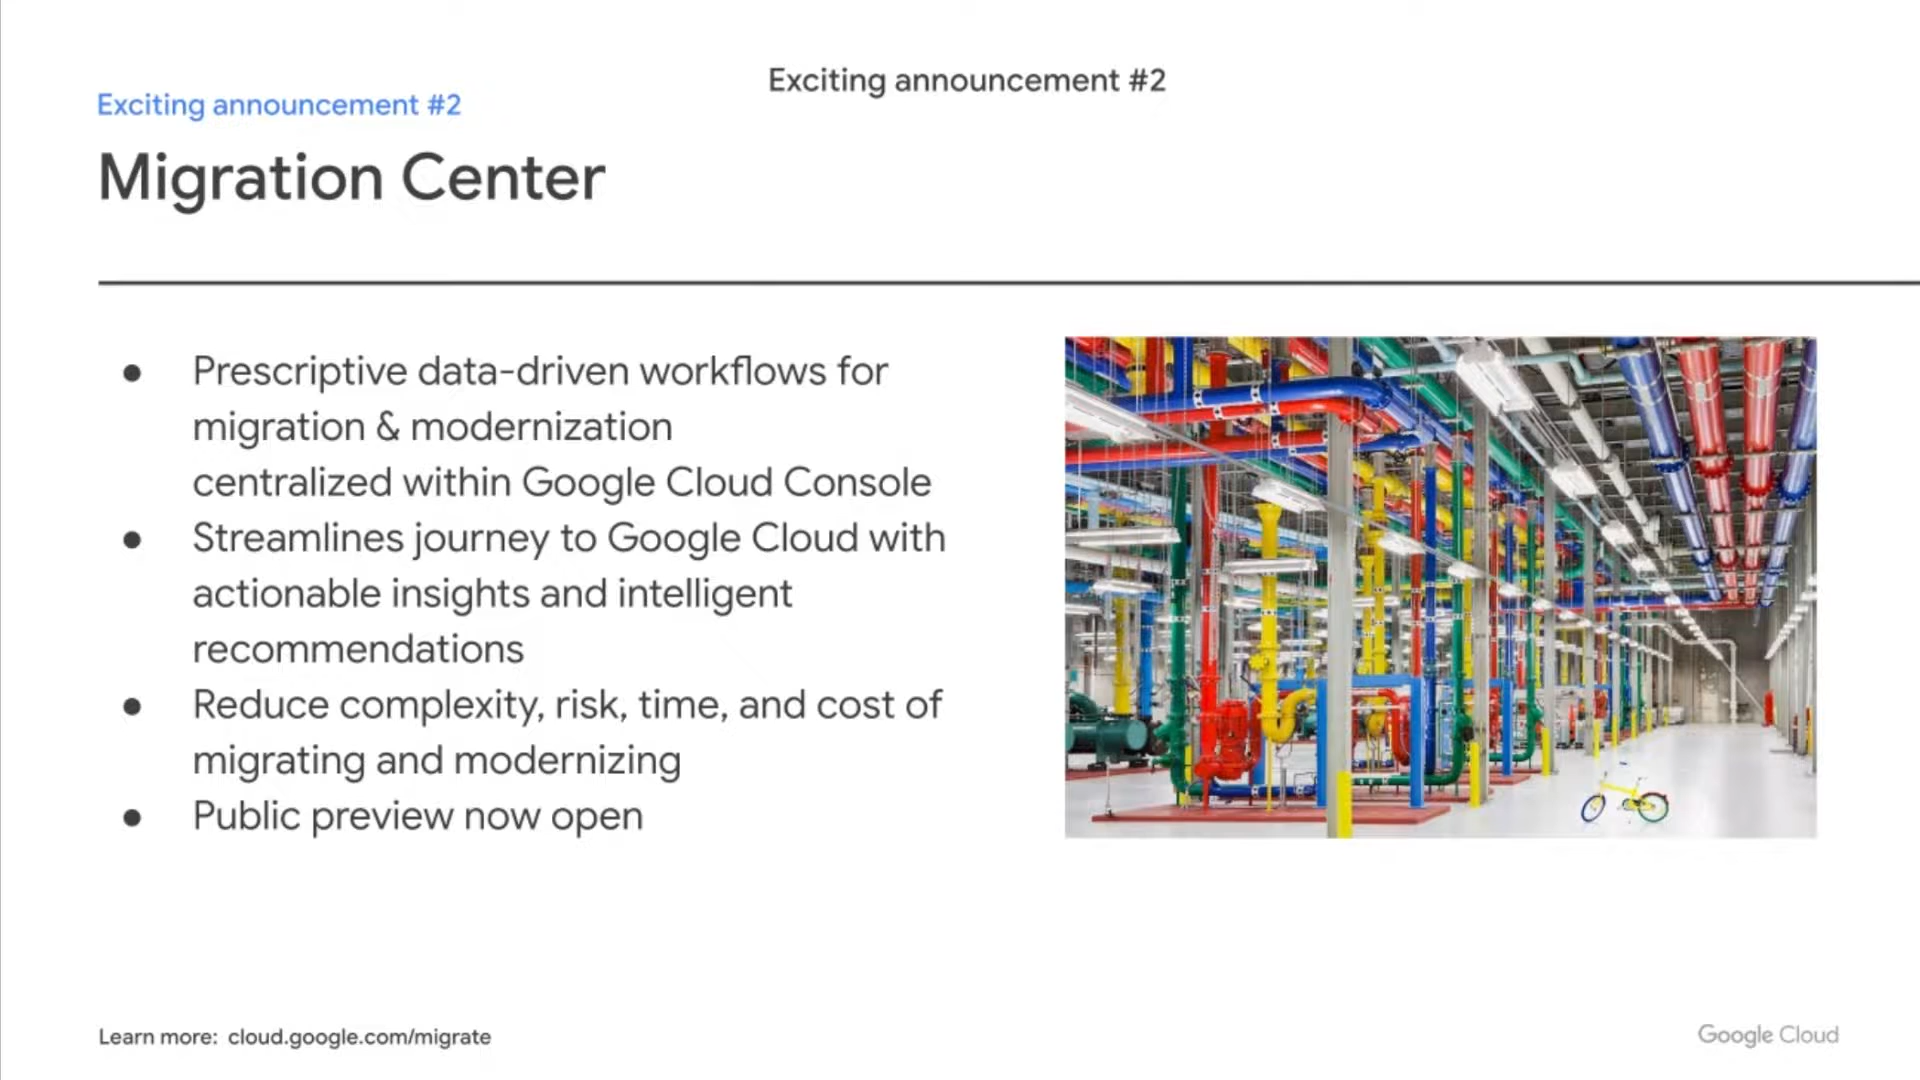 Exciting announcement #2
Exciting announcement #2
Migration Center
● Prescriptive data-driven workflows for
migration & modernization
centralized within Google Cloud Console
● Streamlines journey to Google Cloud with
actionable insights and intelligent
recommendations
● Reduce complexity, risk, time, and cost of
migrating and modernizing
● Public preview now open
Learn more: cloud.google.com/migrate
Google Cloud